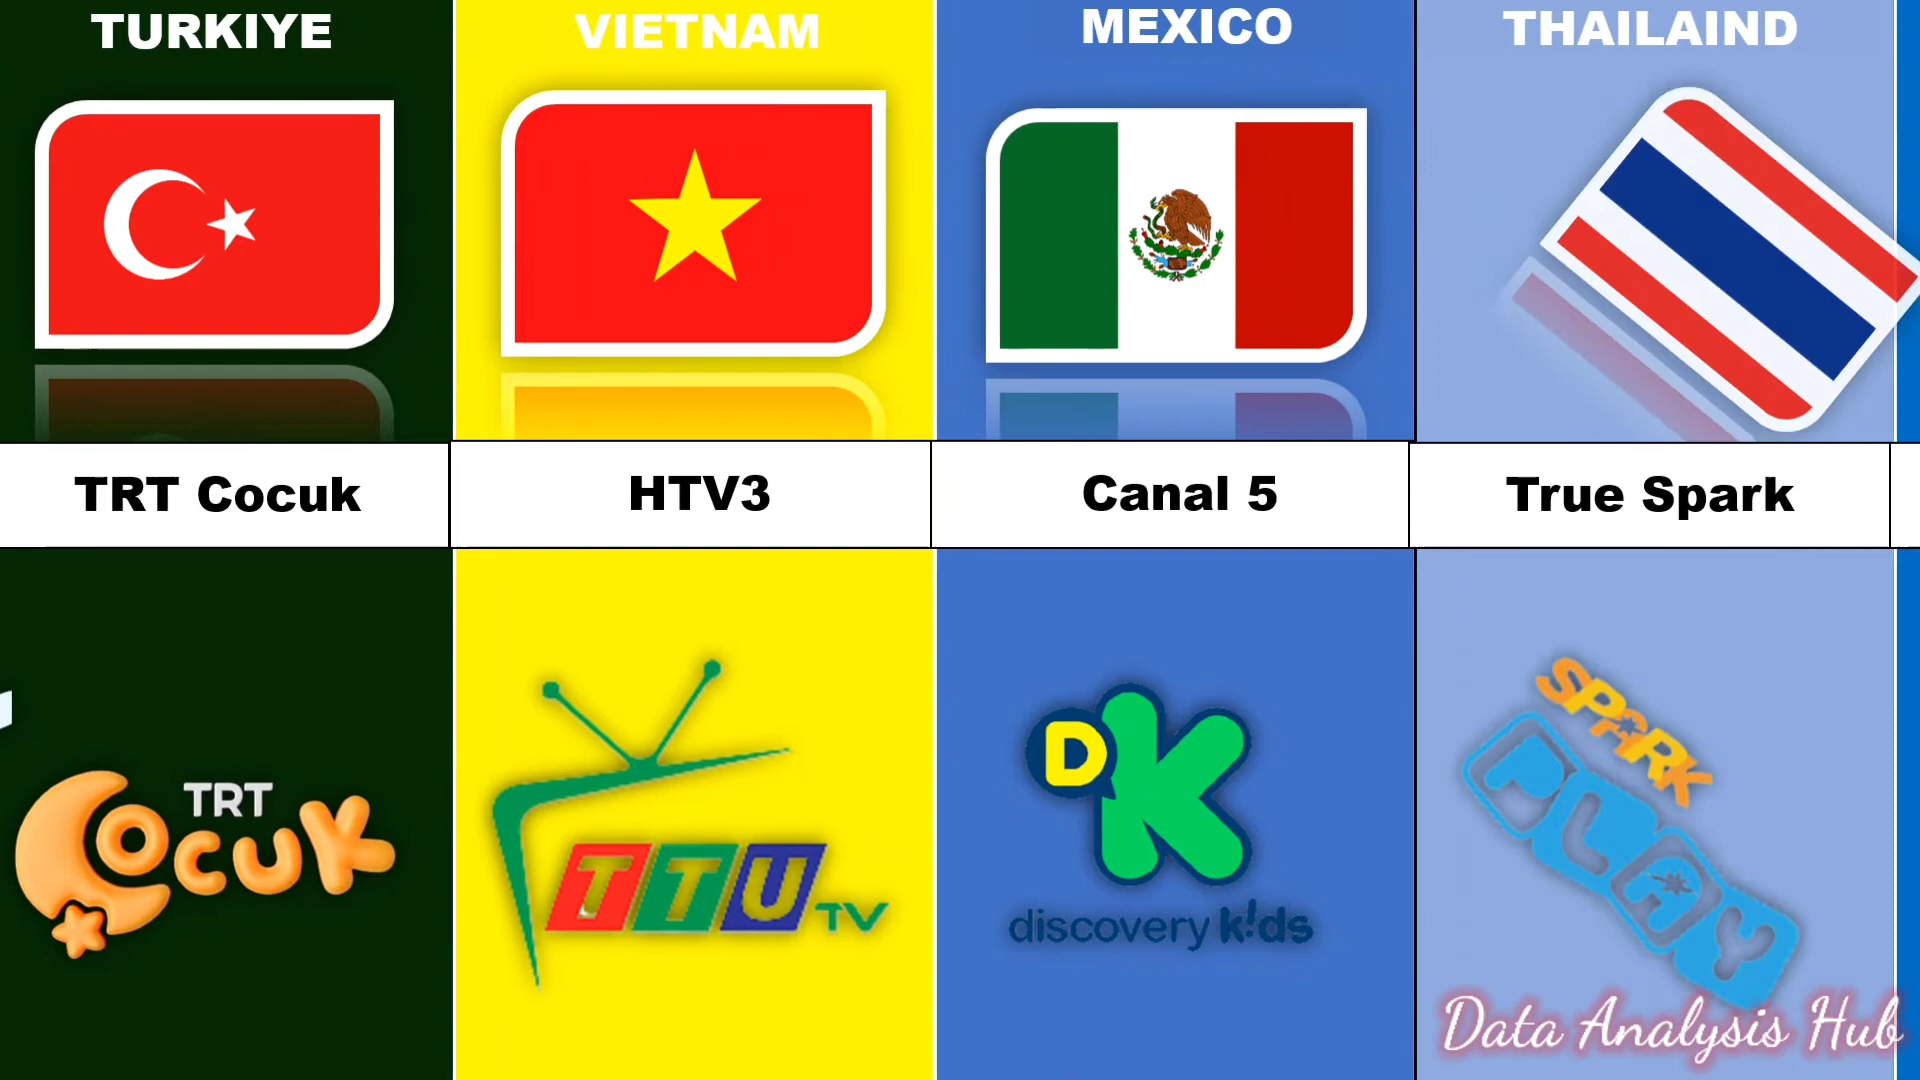 TURKIYE
VIETNAM
MEXICO
THAILAIND
TRT Cocuk
HTV3
Canal 5
True Spark
TRT
COCUK
TTU TV
D K
discovery k!ds
SPARK
PLAY
Data Analysis Hub